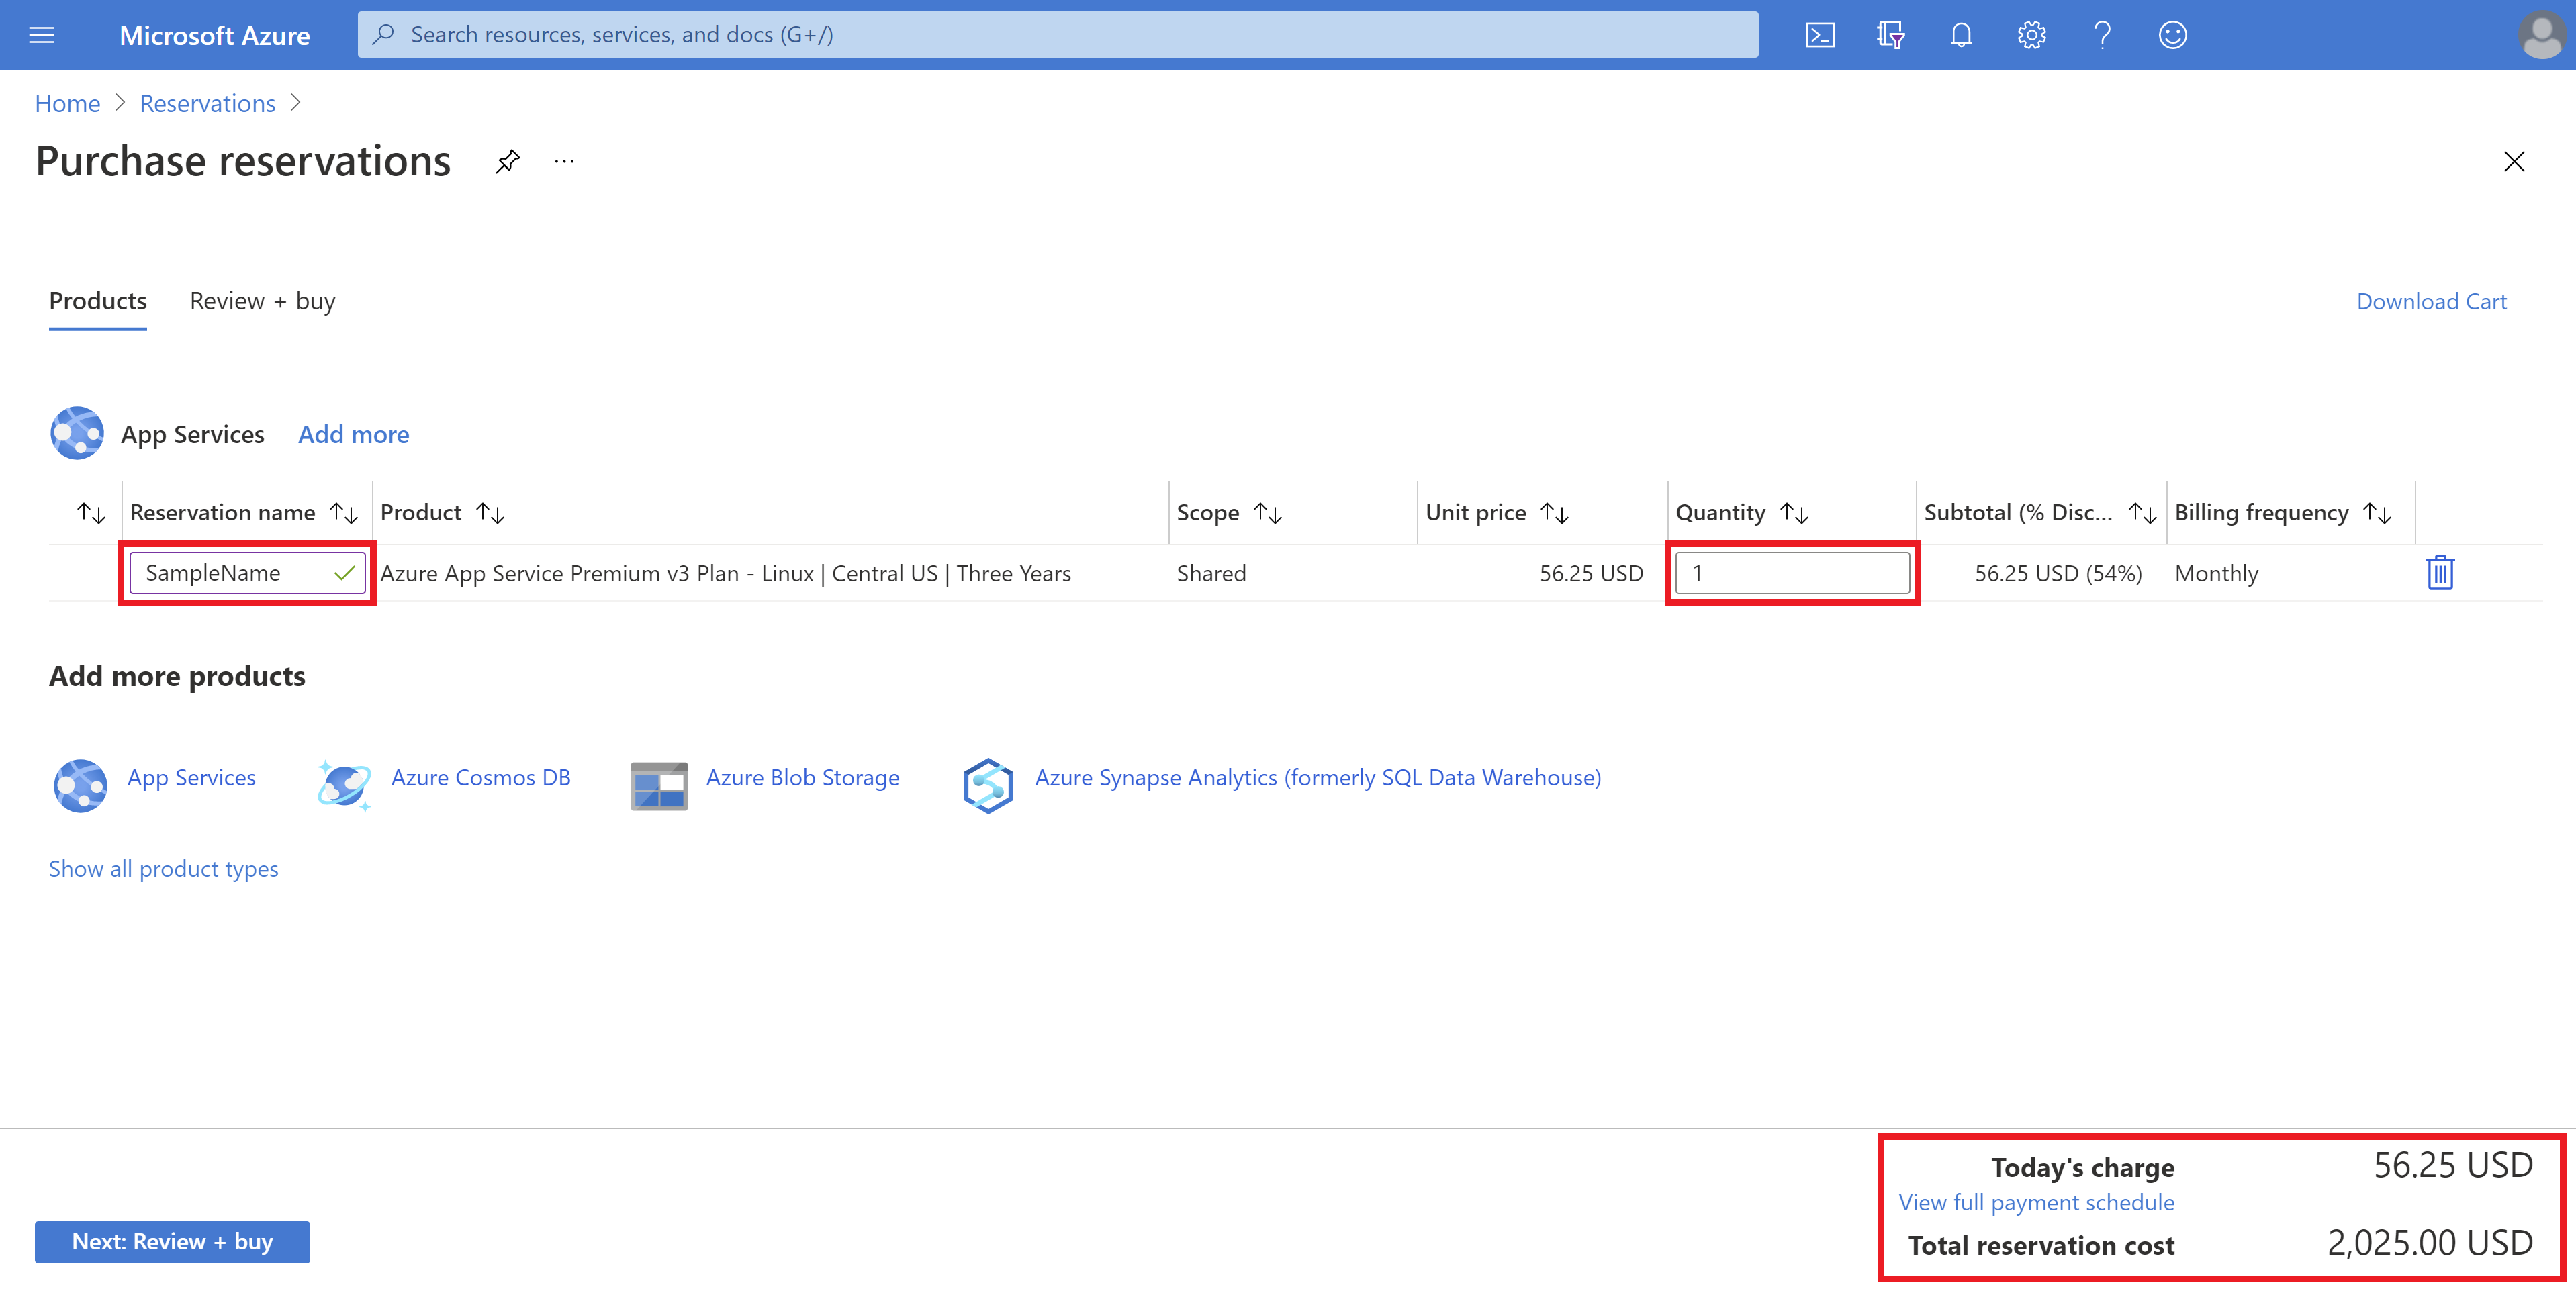 Microsoft Azure
Search resources, services, and docs (G+/)
Home > Reservations >
Purchase reservations ...
Products Review + buy Download Cart
App Services Add more
Reservation name Product Scope Unit price Quantity Subtotal (% Disc... Billing frequency
SampleName Azure App Service Premium v3 Plan - Linux | Central US | Three Years Shared 56.25 USD 1 56.25 USD (54%) Monthly
Add more products
App Services Azure Cosmos DB Azure Blob Storage Azure Synapse Analytics (formerly SQL Data Warehouse)
Show all product types
Today's charge 56.25 USD
View full payment schedule
Total reservation cost 2,025.00 USD
Next: Review + buy